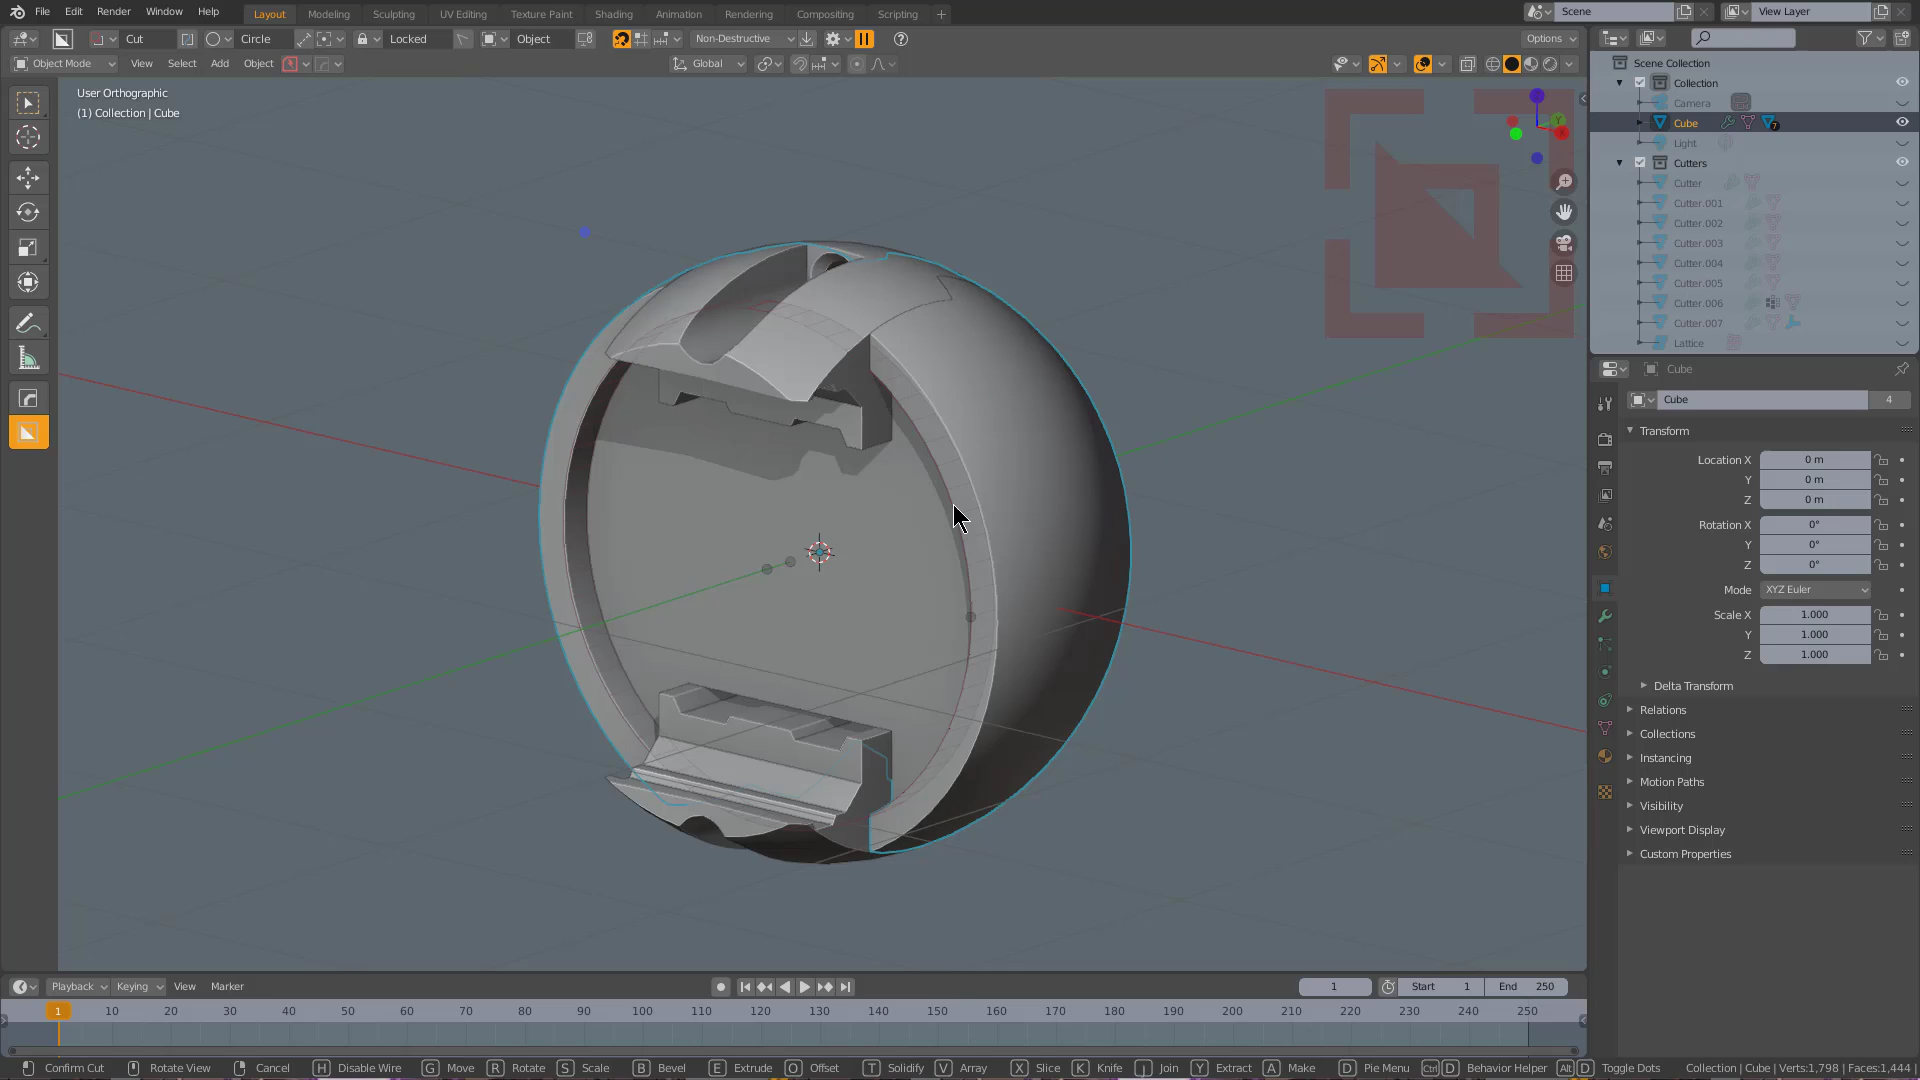 File Edit Render Window Help Layout Modeling Sculpting UV Editing Texture Paint Shading Animation Rendering Compositing Scripting + Scene View Layer
Cut Circle Locked Object Non-Destructive Options
Object Mode View Select Add Object Global
User Orthographic
(1) Collection | Cube
Scene Collection
Collection
Camera
Cube 7
Light
Cutters
Cutter
Cutter.001
Cutter.002
Cutter.003
Cutter.004
Cutter.005
Cutter.006
Cutter.007
Lattice
Y
X
Cube
Cube 4
Transform
Location X 0 m
Y 0 m
Z 0 m
Rotation X 0°
Y 0°
Z 0°
Mode XYZ Euler
Scale X 1.000
Y 1.000
Z 1.000
Delta Transform
Relations
Collections
Instancing
Motion Paths
Visibility
Viewport Display
Custom Properties
Playback Keying View Marker 1 Start 1 End 250
1 10 20 30 40 50 60 70 80 90 100 110 120 130 140 150 160 170 180 190 200 210 220 230 240 250
Confirm Cut Rotate View Cancel H Disable Wire G Move R Rotate S Scale B Bevel E Extrude O Offset T Solidify V Array X Slice K Knife J Join Y Extract A Make D Pie Menu Ctrl D Behavior Helper Alt D Toggle Dots Collection | Cube | Verts:1,798 | Faces:1,444 |